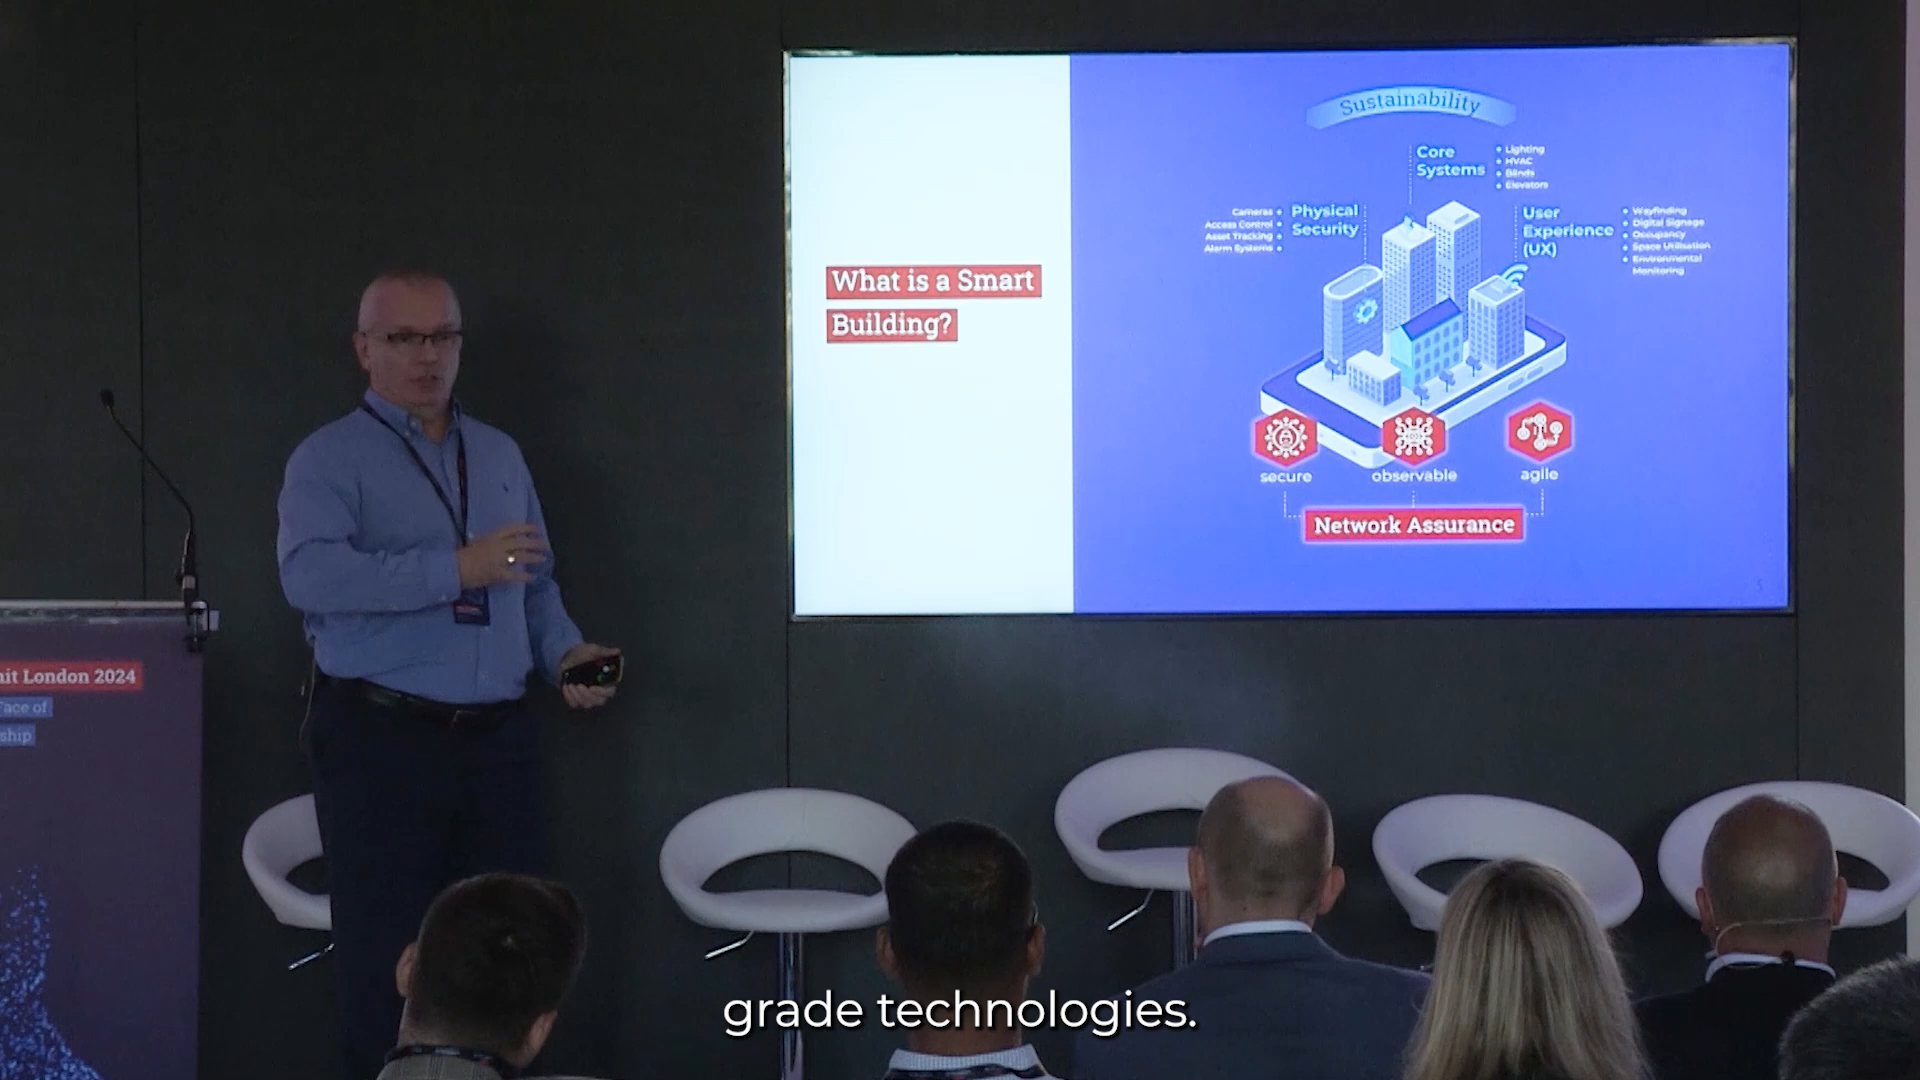 What is a Smart
Building?
Sustainability
Core
Systems
Lighting
HVAC
Blinds
Elevators
Physical
Security
Cameras
Access Control
Asset Tracking
Alarm Systems
User
Experience
(UX)
Wayfinding
Digital Signage
Occupancy
Space Utilisation
Environmental
Monitoring
secure
observable
agile
Network Assurance
it London 2024
Face of
ship
grade technologies.